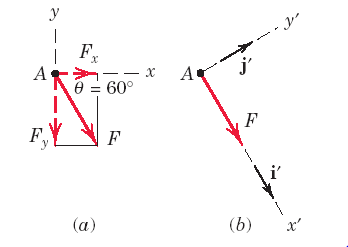 y
F_x
A
x
θ = 60°
F_y
F
(a)
y′
j′
A
F
i′
x′
(b)